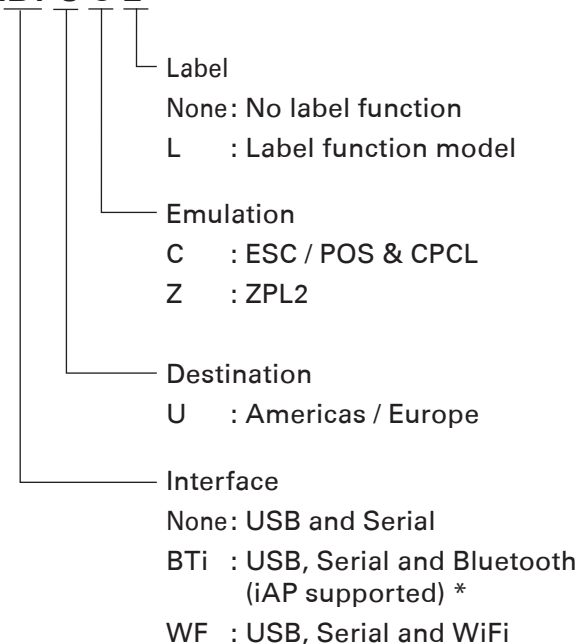 Label
None: No label function
L : Label function model
Emulation
C : ESC / POS & CPCL
Z : ZPL2
Destination
U : Americas / Europe
Interface
None: USB and Serial
BTi : USB, Serial and Bluetooth
(iAP supported) *
WF : USB, Serial and WiFi